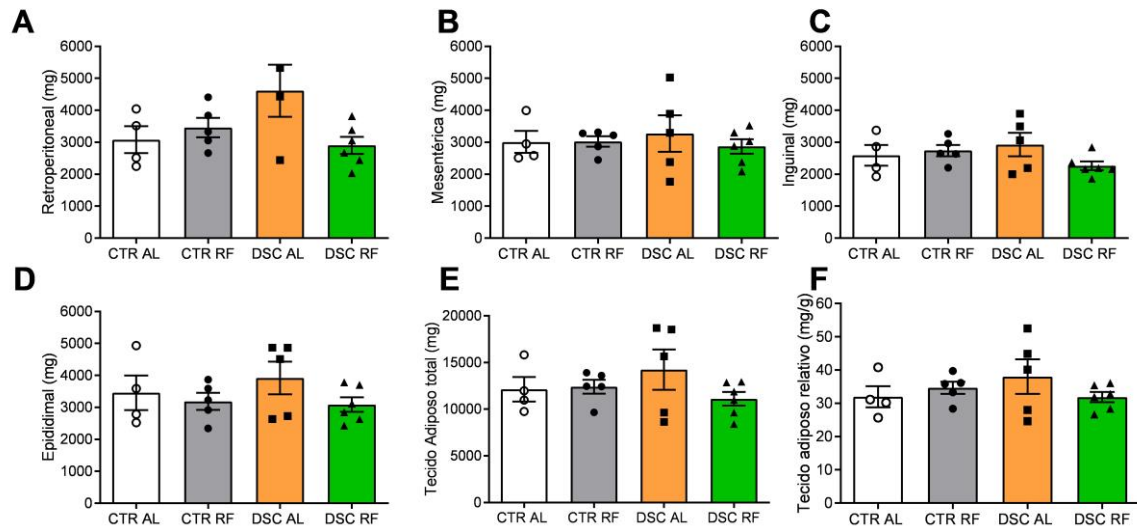 A
Retroperitoneal (mg)
6000
5000
4000
3000
2000
1000
0
CTR AL CTR RF DSC AL DSC RF
B
Mesentérica (mg)
6000
5000
4000
3000
2000
1000
0
CTR AL CTR RF DSC AL DSC RF
C
Inguinal (mg)
6000
5000
4000
3000
2000
1000
0
CTR AL CTR RF DSC AL DSC RF
D
Epididimal (mg)
6000
5000
4000
3000
2000
1000
0
CTR AL CTR RF DSC AL DSC RF
E
Tecido Adiposo total (mg)
20000
15000
10000
5000
0
CTR AL CTR RF DSC AL DSC RF
F
Tecido adiposo relativo (mg/g)
60
50
40
30
20
10
0
CTR AL CTR RF DSC AL DSC RF